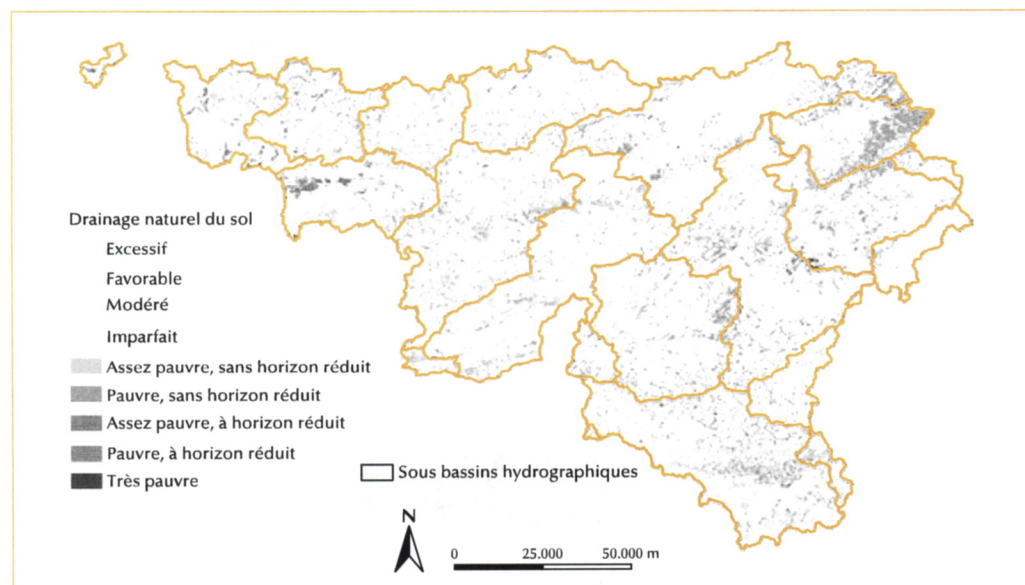 Drainage naturel du sol
Excessif
Favorable
Modéré
Imparfait
Assez pauvre, sans horizon réduit
Pauvre, sans horizon réduit
Assez pauvre, à horizon réduit
Pauvre, à horizon réduit
Très pauvre
Sous bassins hydrographiques
N
0 25.000 50.000 m